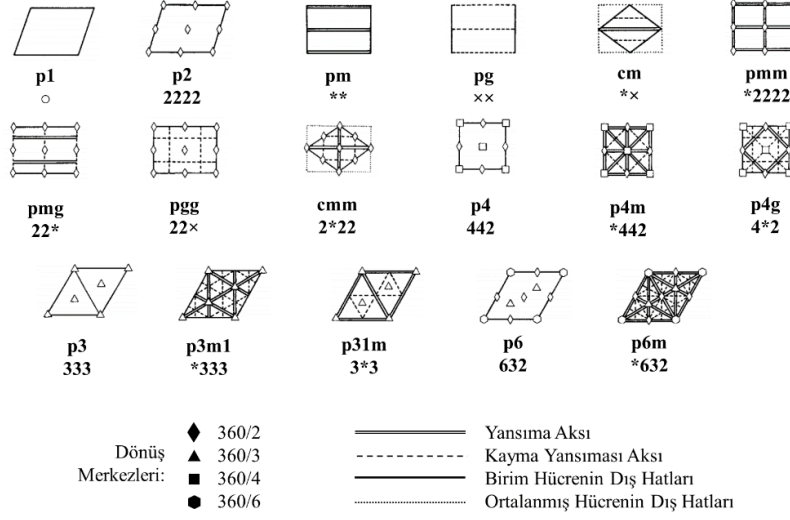 p1 p2 pm pg cm pmm
○ 2222 ** ×× *× *2222
pmg pgg cmm p4 p4m p4g
22* 22× 2*22 442 *442 4*2
p3 p3m1 p31m p6 p6m
333 *333 3*3 632 *632
Dönüş
Merkezleri:
360/2
360/3
360/4
360/6
Yansıma Aksı
Kayma Yansıması Aksı
Birim Hücrenin Dış Hatları
Ortalanmış Hücrenin Dış Hatları